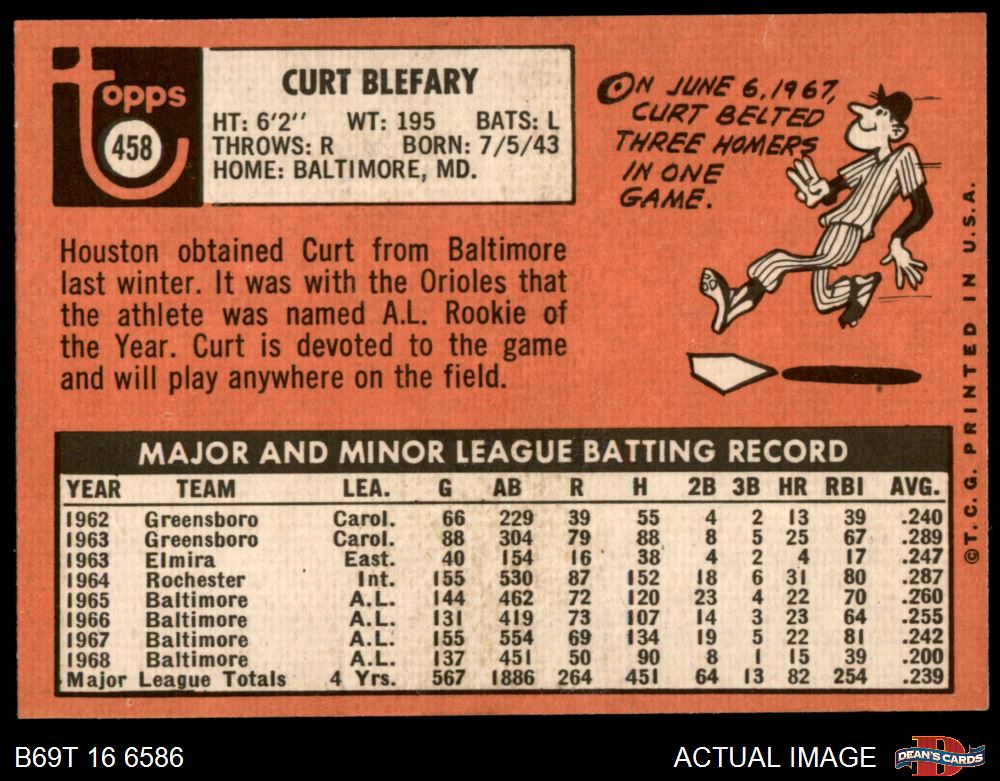 Topps
458
CURT BLEFARY
HT: 6'2'' WT: 195 BATS: L
THROWS: R BORN: 7/5/43
HOME: BALTIMORE, MD.
ON JUNE 6, 1967,
CURT BELTED
THREE HOMERS
IN ONE
GAME.
Houston obtained Curt from Baltimore
last winter. It was with the Orioles that
the athlete was named A.L. Rookie of
the Year. Curt is devoted to the game
and will play anywhere on the field.
MAJOR AND MINOR LEAGUE BATTING RECORD
YEAR TEAM LEA. G AB R H 2B 3B HR RBI AVG.
1962 Greensboro Carol. 66 229 39 55 4 2 13 39 .240
1963 Greensboro Carol. 88 304 79 88 8 5 25 67 .289
1963 Elmira East. 40 154 16 38 4 2 4 17 .247
1964 Rochester Int. 155 530 87 152 18 6 31 80 .287
1965 Baltimore A.L. 144 462 72 120 23 4 22 70 .260
1966 Baltimore A.L. 131 419 73 107 14 3 23 64 .255
1967 Baltimore A.L. 155 554 69 134 19 5 22 81 .242
1968 Baltimore A.L. 137 451 50 90 8 1 15 39 .200
Major League Totals 4 Yrs. 567 1886 264 451 64 13 82 254 .239
©T. C. G. PRINTED IN U.S.A.
B69T 16 6586
ACTUAL IMAGE
D
DEAN'S CARDS